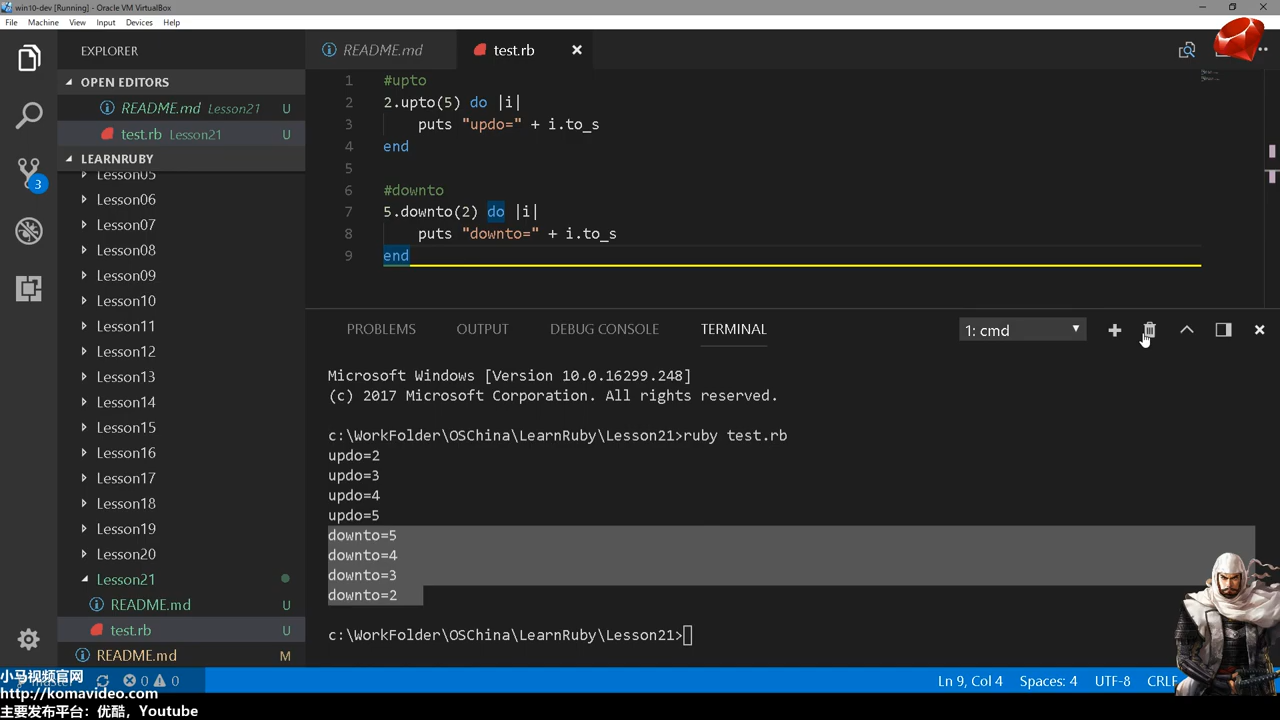 win10-dev [Running] - Oracle VM VirtualBox
File Machine View Input Devices Help
EXPLORER
OPEN EDITORS
README.md Lesson21 U
test.rb Lesson21 U
LEARNRUBY
Lesson05
Lesson06
Lesson07
Lesson08
Lesson09
Lesson10
Lesson11
Lesson12
Lesson13
Lesson14
Lesson15
Lesson16
Lesson17
Lesson18
Lesson19
Lesson20
Lesson21
README.md U
test.rb U
README.md M
3
README.md
test.rb
1 #upto
2 2.upto(5) do |i|
3 puts "updo=" + i.to_s
4 end
5
6 #downto
7 5.downto(2) do |i|
8 puts "downto=" + i.to_s
9 end
PROBLEMS OUTPUT DEBUG CONSOLE TERMINAL 1: cmd
Microsoft Windows [Version 10.0.16299.248]
(c) 2017 Microsoft Corporation. All rights reserved.
c:\WorkFolder\OSChina\LearnRuby\Lesson21>ruby test.rb
updo=2
updo=3
updo=4
updo=5
downto=5
downto=4
downto=3
downto=2
c:\WorkFolder\OSChina\LearnRuby\Lesson21>
0 0
Ln 9, Col 4 Spaces: 4 UTF-8 CRLF
小马视频官网
http://komavideo.com
主要发布平台：优酷，Youtube